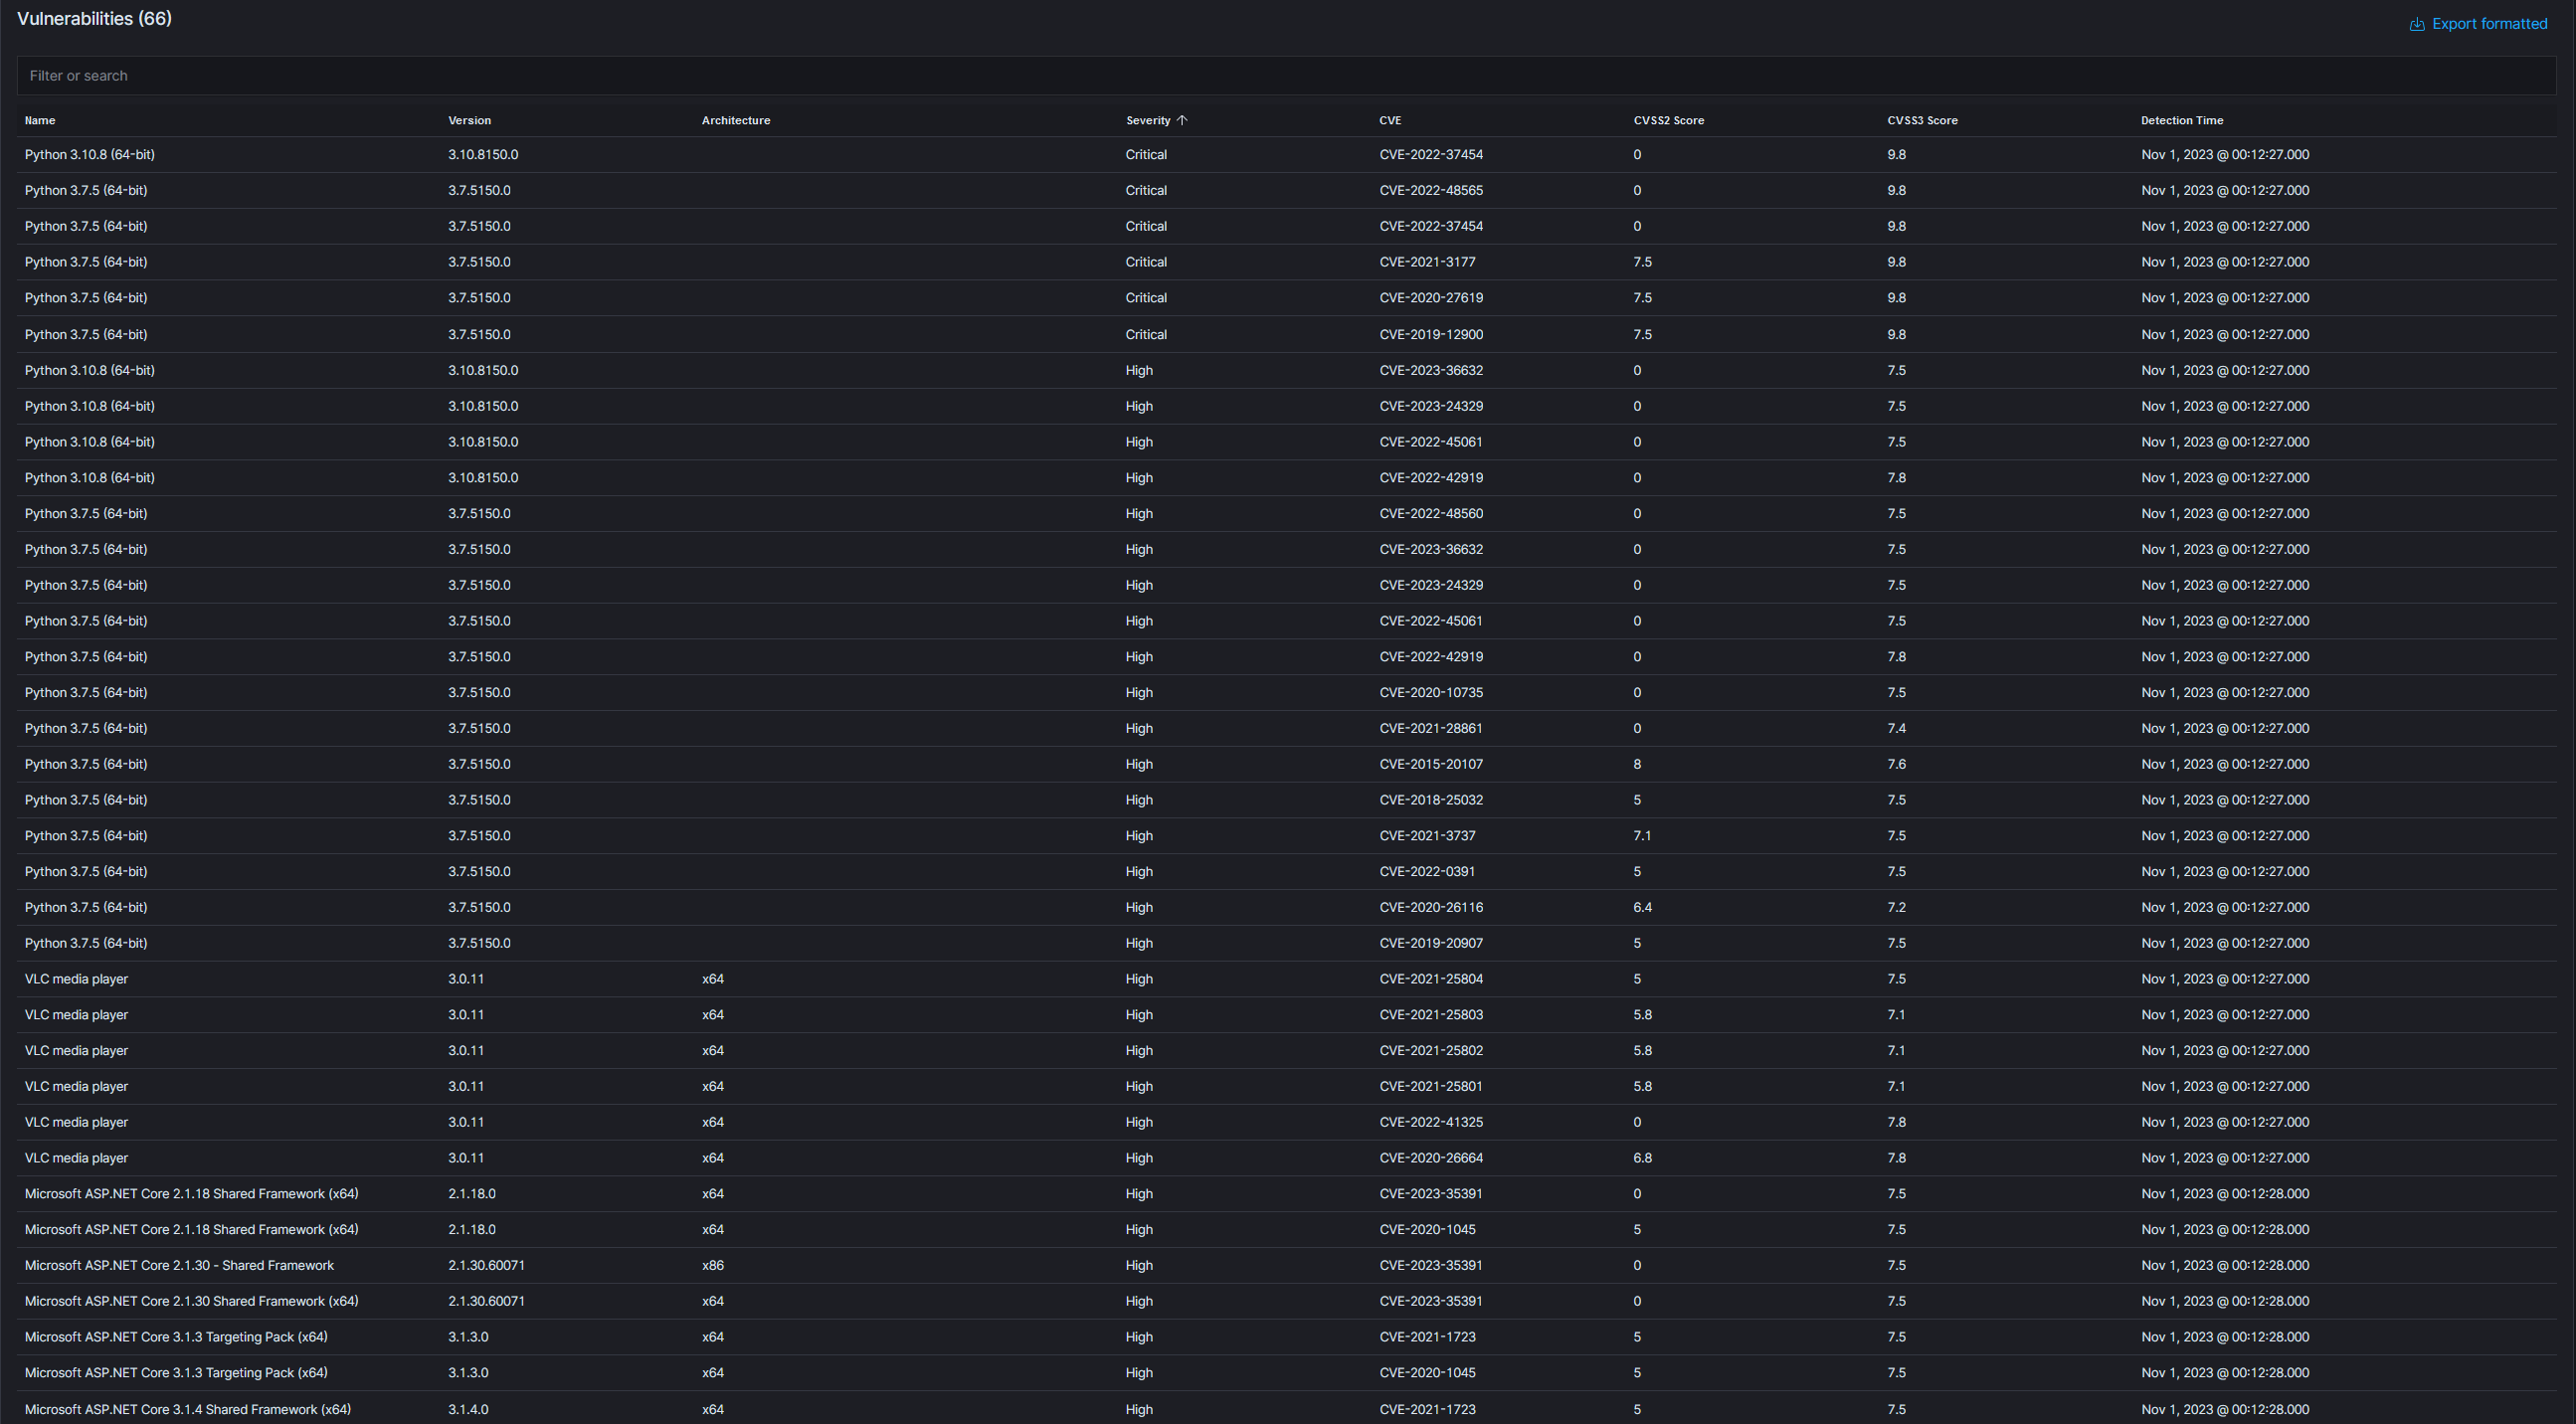 Vulnerabilities (66)
Export formatted
Filter or search
Name Version Architecture Severity CVE CVSS2 Score CVSS3 Score Detection Time
Python 3.10.8 (64-bit) 3.10.8150.0 Critical CVE-2022-37454 0 9.8 Nov 1, 2023 @ 00:12:27.000
Python 3.7.5 (64-bit) 3.7.5150.0 Critical CVE-2022-48565 0 9.8 Nov 1, 2023 @ 00:12:27.000
Python 3.7.5 (64-bit) 3.7.5150.0 Critical CVE-2022-37454 0 9.8 Nov 1, 2023 @ 00:12:27.000
Python 3.7.5 (64-bit) 3.7.5150.0 Critical CVE-2021-3177 7.5 9.8 Nov 1, 2023 @ 00:12:27.000
Python 3.7.5 (64-bit) 3.7.5150.0 Critical CVE-2020-27619 7.5 9.8 Nov 1, 2023 @ 00:12:27.000
Python 3.7.5 (64-bit) 3.7.5150.0 Critical CVE-2019-12900 7.5 9.8 Nov 1, 2023 @ 00:12:27.000
Python 3.10.8 (64-bit) 3.10.8150.0 High CVE-2023-36632 0 7.5 Nov 1, 2023 @ 00:12:27.000
Python 3.10.8 (64-bit) 3.10.8150.0 High CVE-2023-24329 0 7.5 Nov 1, 2023 @ 00:12:27.000
Python 3.10.8 (64-bit) 3.10.8150.0 High CVE-2022-45061 0 7.5 Nov 1, 2023 @ 00:12:27.000
Python 3.10.8 (64-bit) 3.10.8150.0 High CVE-2022-42919 0 7.8 Nov 1, 2023 @ 00:12:27.000
Python 3.7.5 (64-bit) 3.7.5150.0 High CVE-2022-48560 0 7.5 Nov 1, 2023 @ 00:12:27.000
Python 3.7.5 (64-bit) 3.7.5150.0 High CVE-2023-36632 0 7.5 Nov 1, 2023 @ 00:12:27.000
Python 3.7.5 (64-bit) 3.7.5150.0 High CVE-2023-24329 0 7.5 Nov 1, 2023 @ 00:12:27.000
Python 3.7.5 (64-bit) 3.7.5150.0 High CVE-2022-45061 0 7.5 Nov 1, 2023 @ 00:12:27.000
Python 3.7.5 (64-bit) 3.7.5150.0 High CVE-2022-42919 0 7.8 Nov 1, 2023 @ 00:12:27.000
Python 3.7.5 (64-bit) 3.7.5150.0 High CVE-2020-10735 0 7.5 Nov 1, 2023 @ 00:12:27.000
Python 3.7.5 (64-bit) 3.7.5150.0 High CVE-2021-28861 0 7.4 Nov 1, 2023 @ 00:12:27.000
Python 3.7.5 (64-bit) 3.7.5150.0 High CVE-2015-20107 8 7.6 Nov 1, 2023 @ 00:12:27.000
Python 3.7.5 (64-bit) 3.7.5150.0 High CVE-2018-25032 5 7.5 Nov 1, 2023 @ 00:12:27.000
Python 3.7.5 (64-bit) 3.7.5150.0 High CVE-2021-3737 7.1 7.5 Nov 1, 2023 @ 00:12:27.000
Python 3.7.5 (64-bit) 3.7.5150.0 High CVE-2022-0391 5 7.5 Nov 1, 2023 @ 00:12:27.000
Python 3.7.5 (64-bit) 3.7.5150.0 High CVE-2020-26116 6.4 7.2 Nov 1, 2023 @ 00:12:27.000
Python 3.7.5 (64-bit) 3.7.5150.0 High CVE-2019-20907 5 7.5 Nov 1, 2023 @ 00:12:27.000
VLC media player 3.0.11 x64 High CVE-2021-25804 5 7.5 Nov 1, 2023 @ 00:12:27.000
VLC media player 3.0.11 x64 High CVE-2021-25803 5.8 7.1 Nov 1, 2023 @ 00:12:27.000
VLC media player 3.0.11 x64 High CVE-2021-25802 5.8 7.1 Nov 1, 2023 @ 00:12:27.000
VLC media player 3.0.11 x64 High CVE-2021-25801 5.8 7.1 Nov 1, 2023 @ 00:12:27.000
VLC media player 3.0.11 x64 High CVE-2022-41325 0 7.8 Nov 1, 2023 @ 00:12:27.000
VLC media player 3.0.11 x64 High CVE-2020-26664 6.8 7.8 Nov 1, 2023 @ 00:12:27.000
Microsoft ASP.NET Core 2.1.18 Shared Framework (x64) 2.1.18.0 x64 High CVE-2023-35391 0 7.5 Nov 1, 2023 @ 00:12:28.000
Microsoft ASP.NET Core 2.1.18 Shared Framework (x64) 2.1.18.0 x64 High CVE-2020-1045 5 7.5 Nov 1, 2023 @ 00:12:28.000
Microsoft ASP.NET Core 2.1.30 - Shared Framework 2.1.30.60071 x86 High CVE-2023-35391 0 7.5 Nov 1, 2023 @ 00:12:28.000
Microsoft ASP.NET Core 2.1.30 Shared Framework (x64) 2.1.30.60071 x64 High CVE-2023-35391 0 7.5 Nov 1, 2023 @ 00:12:28.000
Microsoft ASP.NET Core 3.1.3 Targeting Pack (x64) 3.1.3.0 x64 High CVE-2021-1723 5 7.5 Nov 1, 2023 @ 00:12:28.000
Microsoft ASP.NET Core 3.1.3 Targeting Pack (x64) 3.1.3.0 x64 High CVE-2020-1045 5 7.5 Nov 1, 2023 @ 00:12:28.000
Microsoft ASP.NET Core 3.1.4 Shared Framework (x64) 3.1.4.0 x64 High CVE-2021-1723 5 7.5 Nov 1, 2023 @ 00:12:28.000